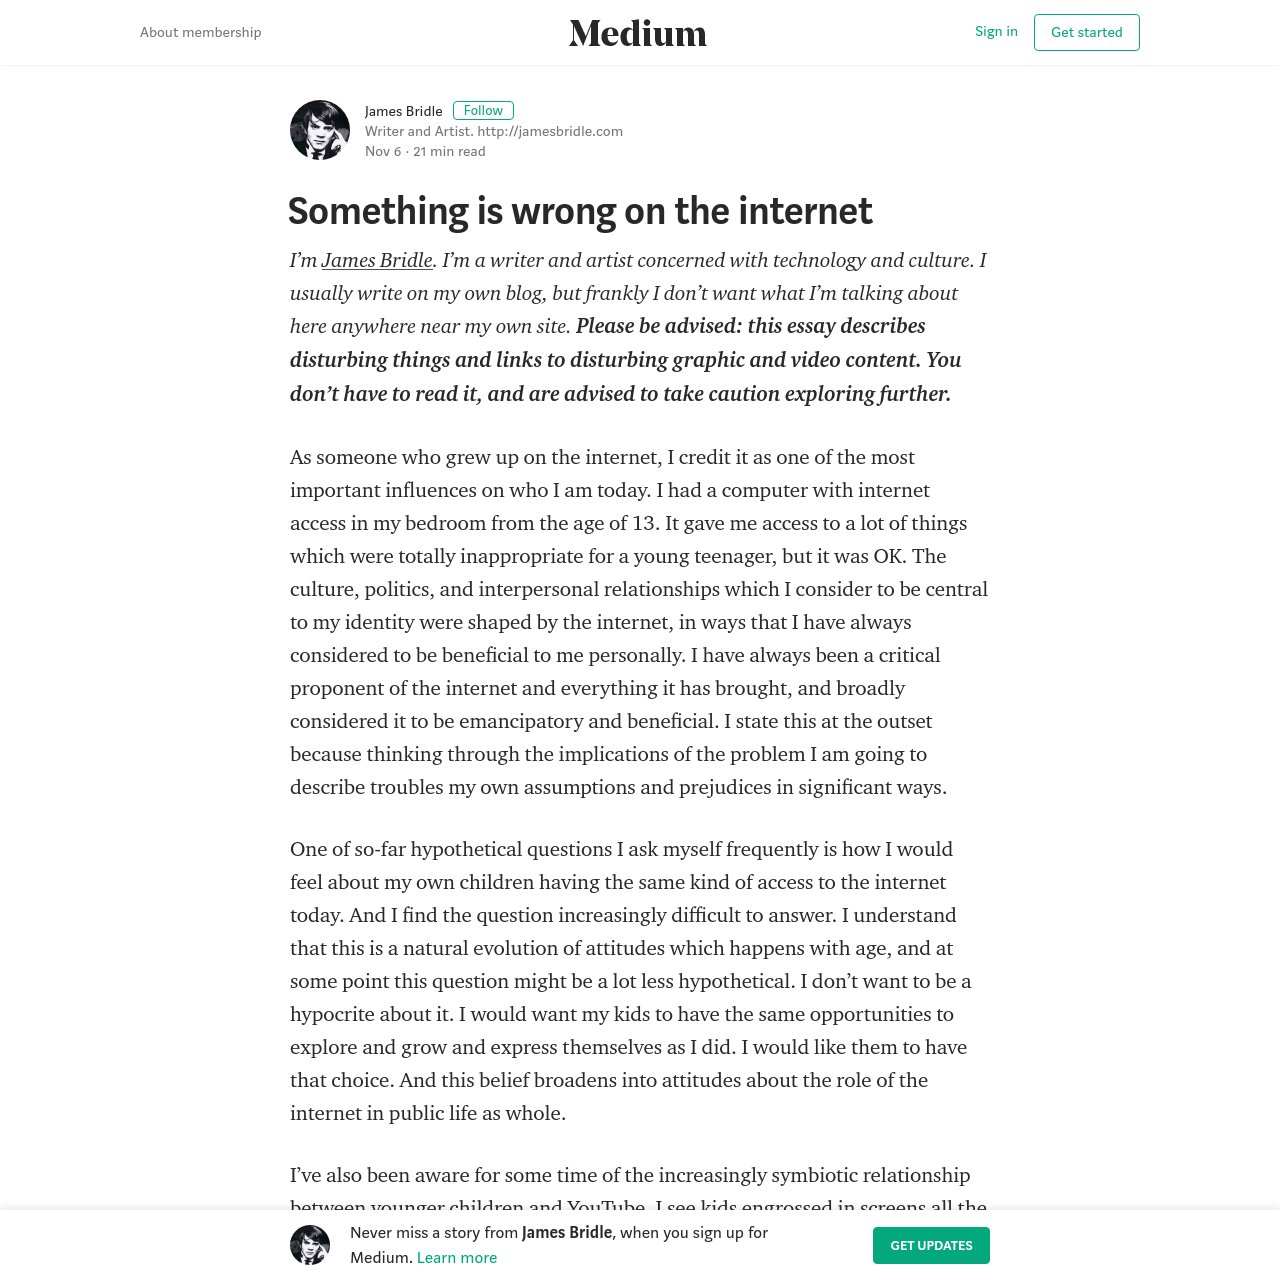 About membership
Medium
Sign in
Get started
James Bridle
Follow
Writer and Artist. http://jamesbridle.com
Nov 6 · 21 min read
Something is wrong on the internet
I’m James Bridle. I’m a writer and artist concerned with technology and culture. I
usually write on my own blog, but frankly I don’t want what I’m talking about
here anywhere near my own site. Please be advised: this essay describes
disturbing things and links to disturbing graphic and video content. You
don’t have to read it, and are advised to take caution exploring further.
As someone who grew up on the internet, I credit it as one of the most
important influences on who I am today. I had a computer with internet
access in my bedroom from the age of 13. It gave me access to a lot of things
which were totally inappropriate for a young teenager, but it was OK. The
culture, politics, and interpersonal relationships which I consider to be central
to my identity were shaped by the internet, in ways that I have always
considered to be beneficial to me personally. I have always been a critical
proponent of the internet and everything it has brought, and broadly
considered it to be emancipatory and beneficial. I state this at the outset
because thinking through the implications of the problem I am going to
describe troubles my own assumptions and prejudices in significant ways.
One of so-far hypothetical questions I ask myself frequently is how I would
feel about my own children having the same kind of access to the internet
today. And I find the question increasingly difficult to answer. I understand
that this is a natural evolution of attitudes which happens with age, and at
some point this question might be a lot less hypothetical. I don’t want to be a
hypocrite about it. I would want my kids to have the same opportunities to
explore and grow and express themselves as I did. I would like them to have
that choice. And this belief broadens into attitudes about the role of the
internet in public life as whole.
I’ve also been aware for some time of the increasingly symbiotic relationship
between younger children and YouTube. I see kids engrossed in screens all the
Never miss a story from James Bridle, when you sign up for
Medium. Learn more
GET UPDATES